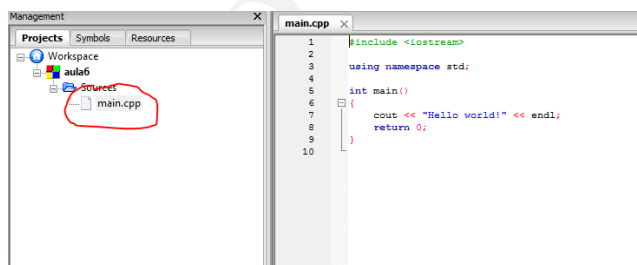 Management X
Projects Symbols Resources
Workspace
aula6
Sources
main.cpp
main.cpp X
1 #include <iostream>
2
3 using namespace std;
4
5 int main()
6 {
7 cout << "Hello world!" << endl;
8 return 0;
9 }
10